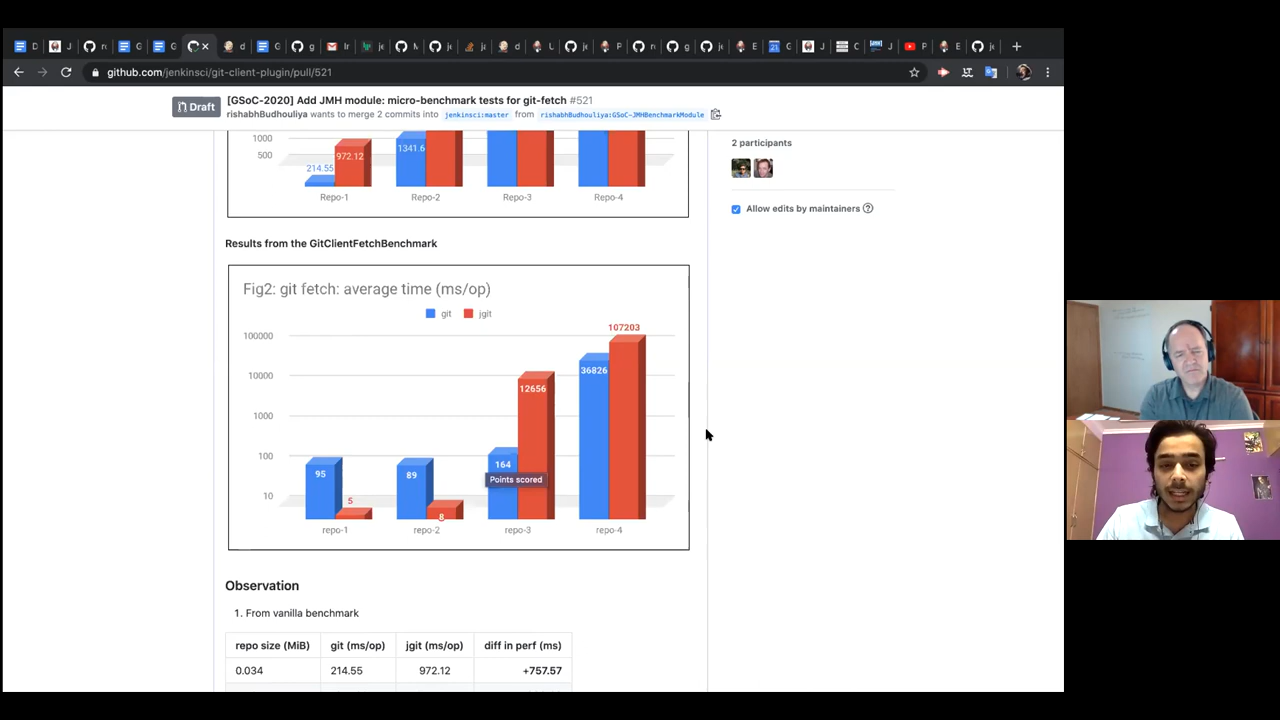 github.com/jenkinsci/git-client-plugin/pull/521
Draft
[GSoC-2020] Add JMH module: micro-benchmark tests for git-fetch #521
rishabhBudhouliya wants to merge 2 commits into jenkinsci:master from rishabhBudhouliya:GSoC-JMHBenchmarkModule
1000
500
214.55
972.12
1341.6
Repo-1
Repo-2
Repo-3
Repo-4
2 participants
Allow edits by maintainers
Results from the GitClientFetchBenchmark
Fig2: git fetch: average time (ms/op)
git
jgit
100000
10000
1000
100
10
95
5
89
8
164
12656
36826
107203
Points scored
repo-1
repo-2
repo-3
repo-4
Observation
1. From vanilla benchmark
repo size (MiB) git (ms/op) jgit (ms/op) diff in perf (ms)
0.034 214.55 972.12 +757.57